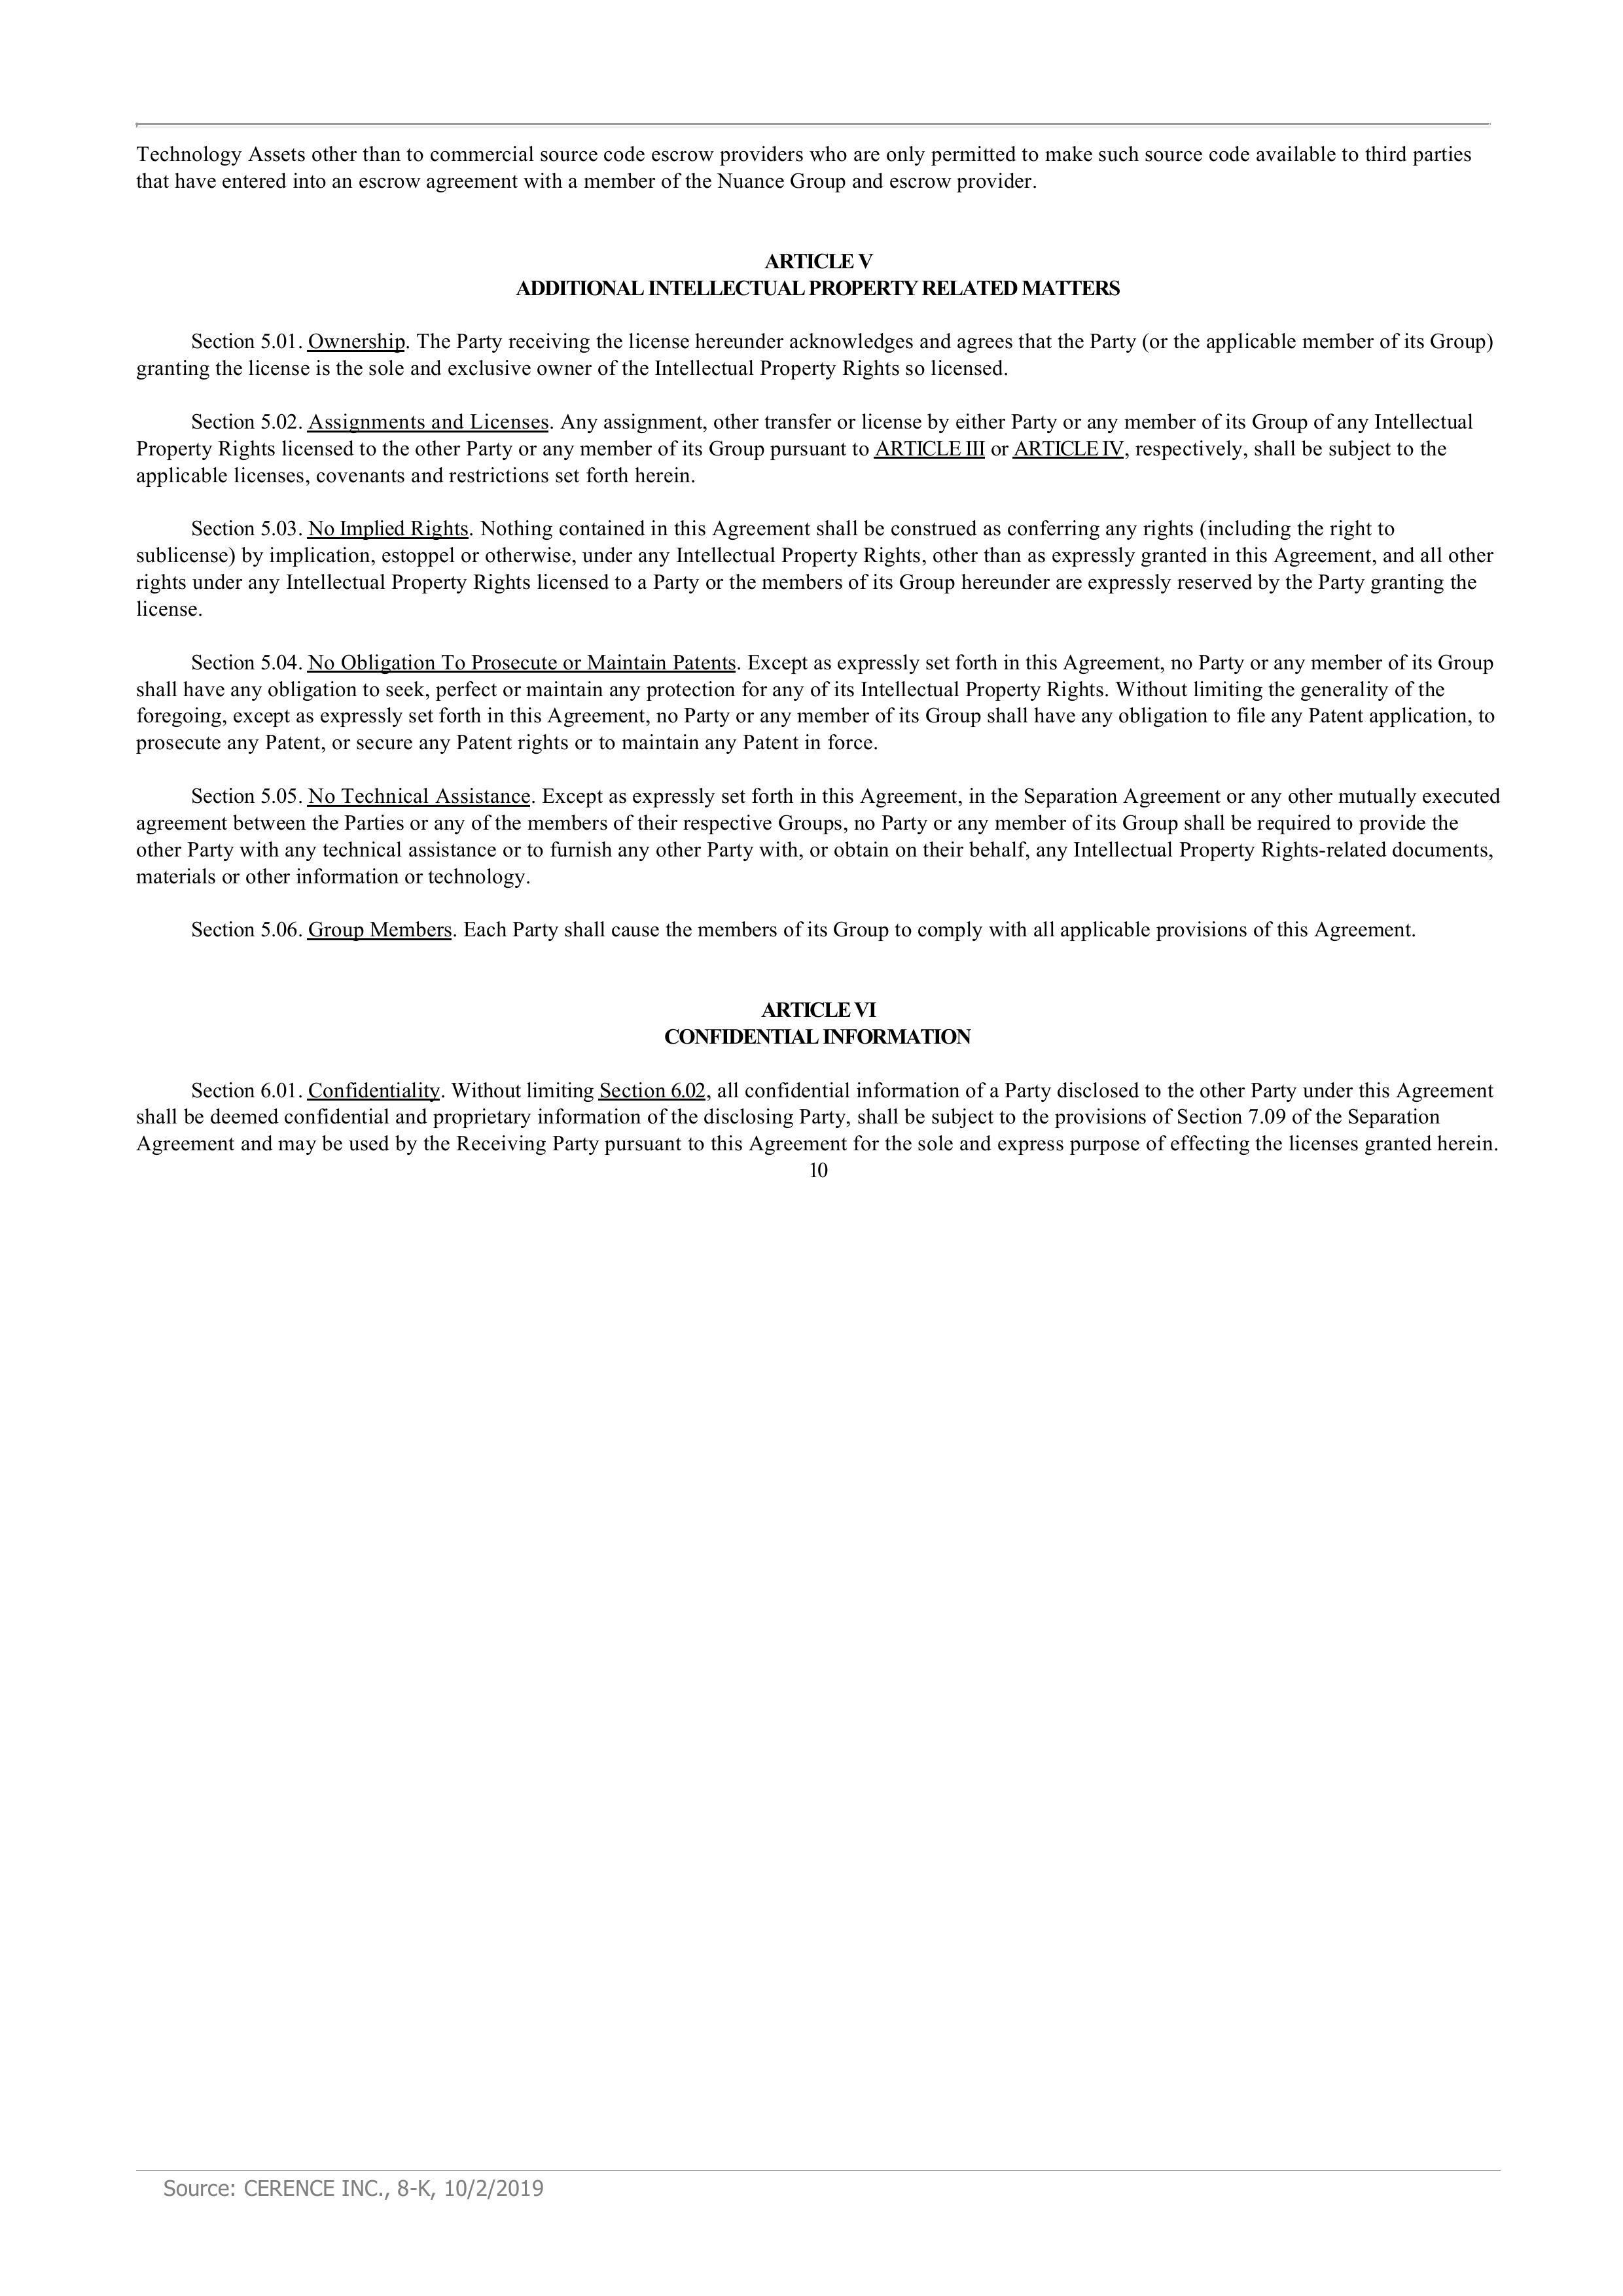 Technology Assets other than to commercial source code escrow providers who are only permitted to make such source code available to third parties
that have entered into an escrow agreement with a member of the Nuance Group and escrow provider.
ARTICLE V
ADDITIONAL INTELLECTUAL PROPERTY RELATED MATTERS
Section 5.01. Ownership. The Party receiving the license hereunder acknowledges and agrees that the Party (or the applicable member of its Group)
granting the license is the sole and exclusive owner of the Intellectual Property Rights so licensed.
Section 5.02. Assignments and Licenses. Any assignment, other transfer or license by either Party or any member of its Group of any Intellectual
Property Rights licensed to the other Party or any member of its Group pursuant to ARTICLE III or ARTICLE IV, respectively, shall be subject to the
applicable licenses, covenants and restrictions set forth herein.
Section 5.03. No Implied Rights. Nothing contained in this Agreement shall be construed as conferring any rights (including the right to
sublicense) by implication, estoppel or otherwise, under any Intellectual Property Rights, other than as expressly granted in this Agreement, and all other
rights under any Intellectual Property Rights licensed to a Party or the members of its Group hereunder are expressly reserved by the Party granting the
license.
Section 5.04. No Obligation To Prosecute or Maintain Patents. Except as expressly set forth in this Agreement, no Party or any member of its Group
shall have any obligation to seek, perfect or maintain any protection for any of its Intellectual Property Rights. Without limiting the generality of the
foregoing, except as expressly set forth in this Agreement, no Party or any member of its Group shall have any obligation to file any Patent application, to
prosecute any Patent, or secure any Patent rights or to maintain any Patent in force.
Section 5.05. No Technical Assistance. Except as expressly set forth in this Agreement, in the Separation Agreement or any other mutually executed
agreement between the Parties or any of the members of their respective Groups, no Party or any member of its Group shall be required to provide the
other Party with any technical assistance or to furnish any other Party with, or obtain on their behalf, any Intellectual Property Rights-related documents,
materials or other information or technology.
Section 5.06. Group Members. Each Party shall cause the members of its Group to comply with all applicable provisions of this Agreement.
ARTICLE VI
CONFIDENTIAL INFORMATION
Section 6.01. Confidentiality. Without limiting Section 6.02, all confidential information of a Party disclosed to the other Party under this Agreement
shall be deemed confidential and proprietary information of the disclosing Party, shall be subject to the provisions of Section 7.09 of the Separation
Agreement and may be used by the Receiving Party pursuant to this Agreement for the sole and express purpose of effecting the licenses granted herein.
10
Source: CERENCE INC., 8-K, 10/2/2019